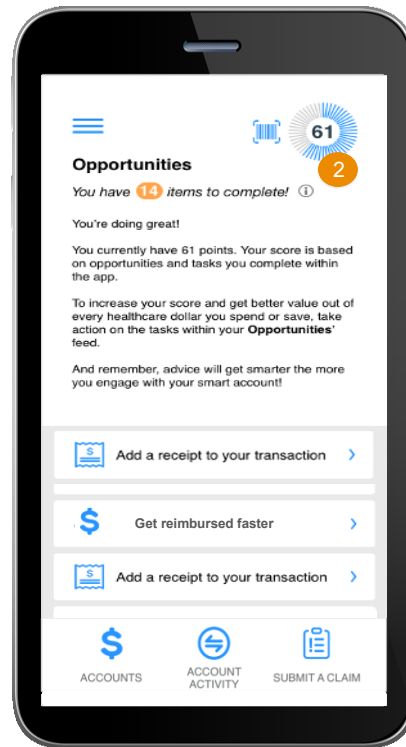 61
2
Opportunities
You have 14 items to complete!
You're doing great!
You currently have 61 points. Your score is based
on opportunities and tasks you complete within
the app.
To increase your score and get better value out of
every healthcare dollar you spend or save, take
action on the tasks within your Opportunities'
feed.
And remember, advice will get smarter the more
you engage with your smart account!
$ Add a receipt to your transaction
$ Get reimbursed faster
$ Add a receipt to your transaction
$
ACCOUNTS
ACCOUNT
ACTIVITY
SUBMIT A CLAIM